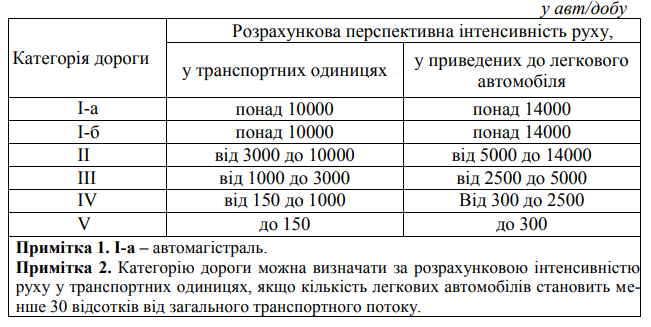 у авт/добу
Категорія дороги
Розрахункова перспективна інтенсивність руху,
у транспортних одиницях
у приведених до легкового
автомобіля
І-а понад 10000 понад 14000
І-б понад 10000 понад 14000
ІІ від 3000 до 10000 від 5000 до 14000
ІІІ від 1000 до 3000 від 2500 до 5000
IV від 150 до 1000 Від 300 до 2500
V до 150 до 300
Примітка 1. І-а – автомагістраль.
Примітка 2. Категорію дороги можна визначати за розрахунковою інтенсивністю
руху у транспортних одиницях, якщо кількість легкових автомобілів становить ме-
нше 30 відсотків від загального транспортного потоку.